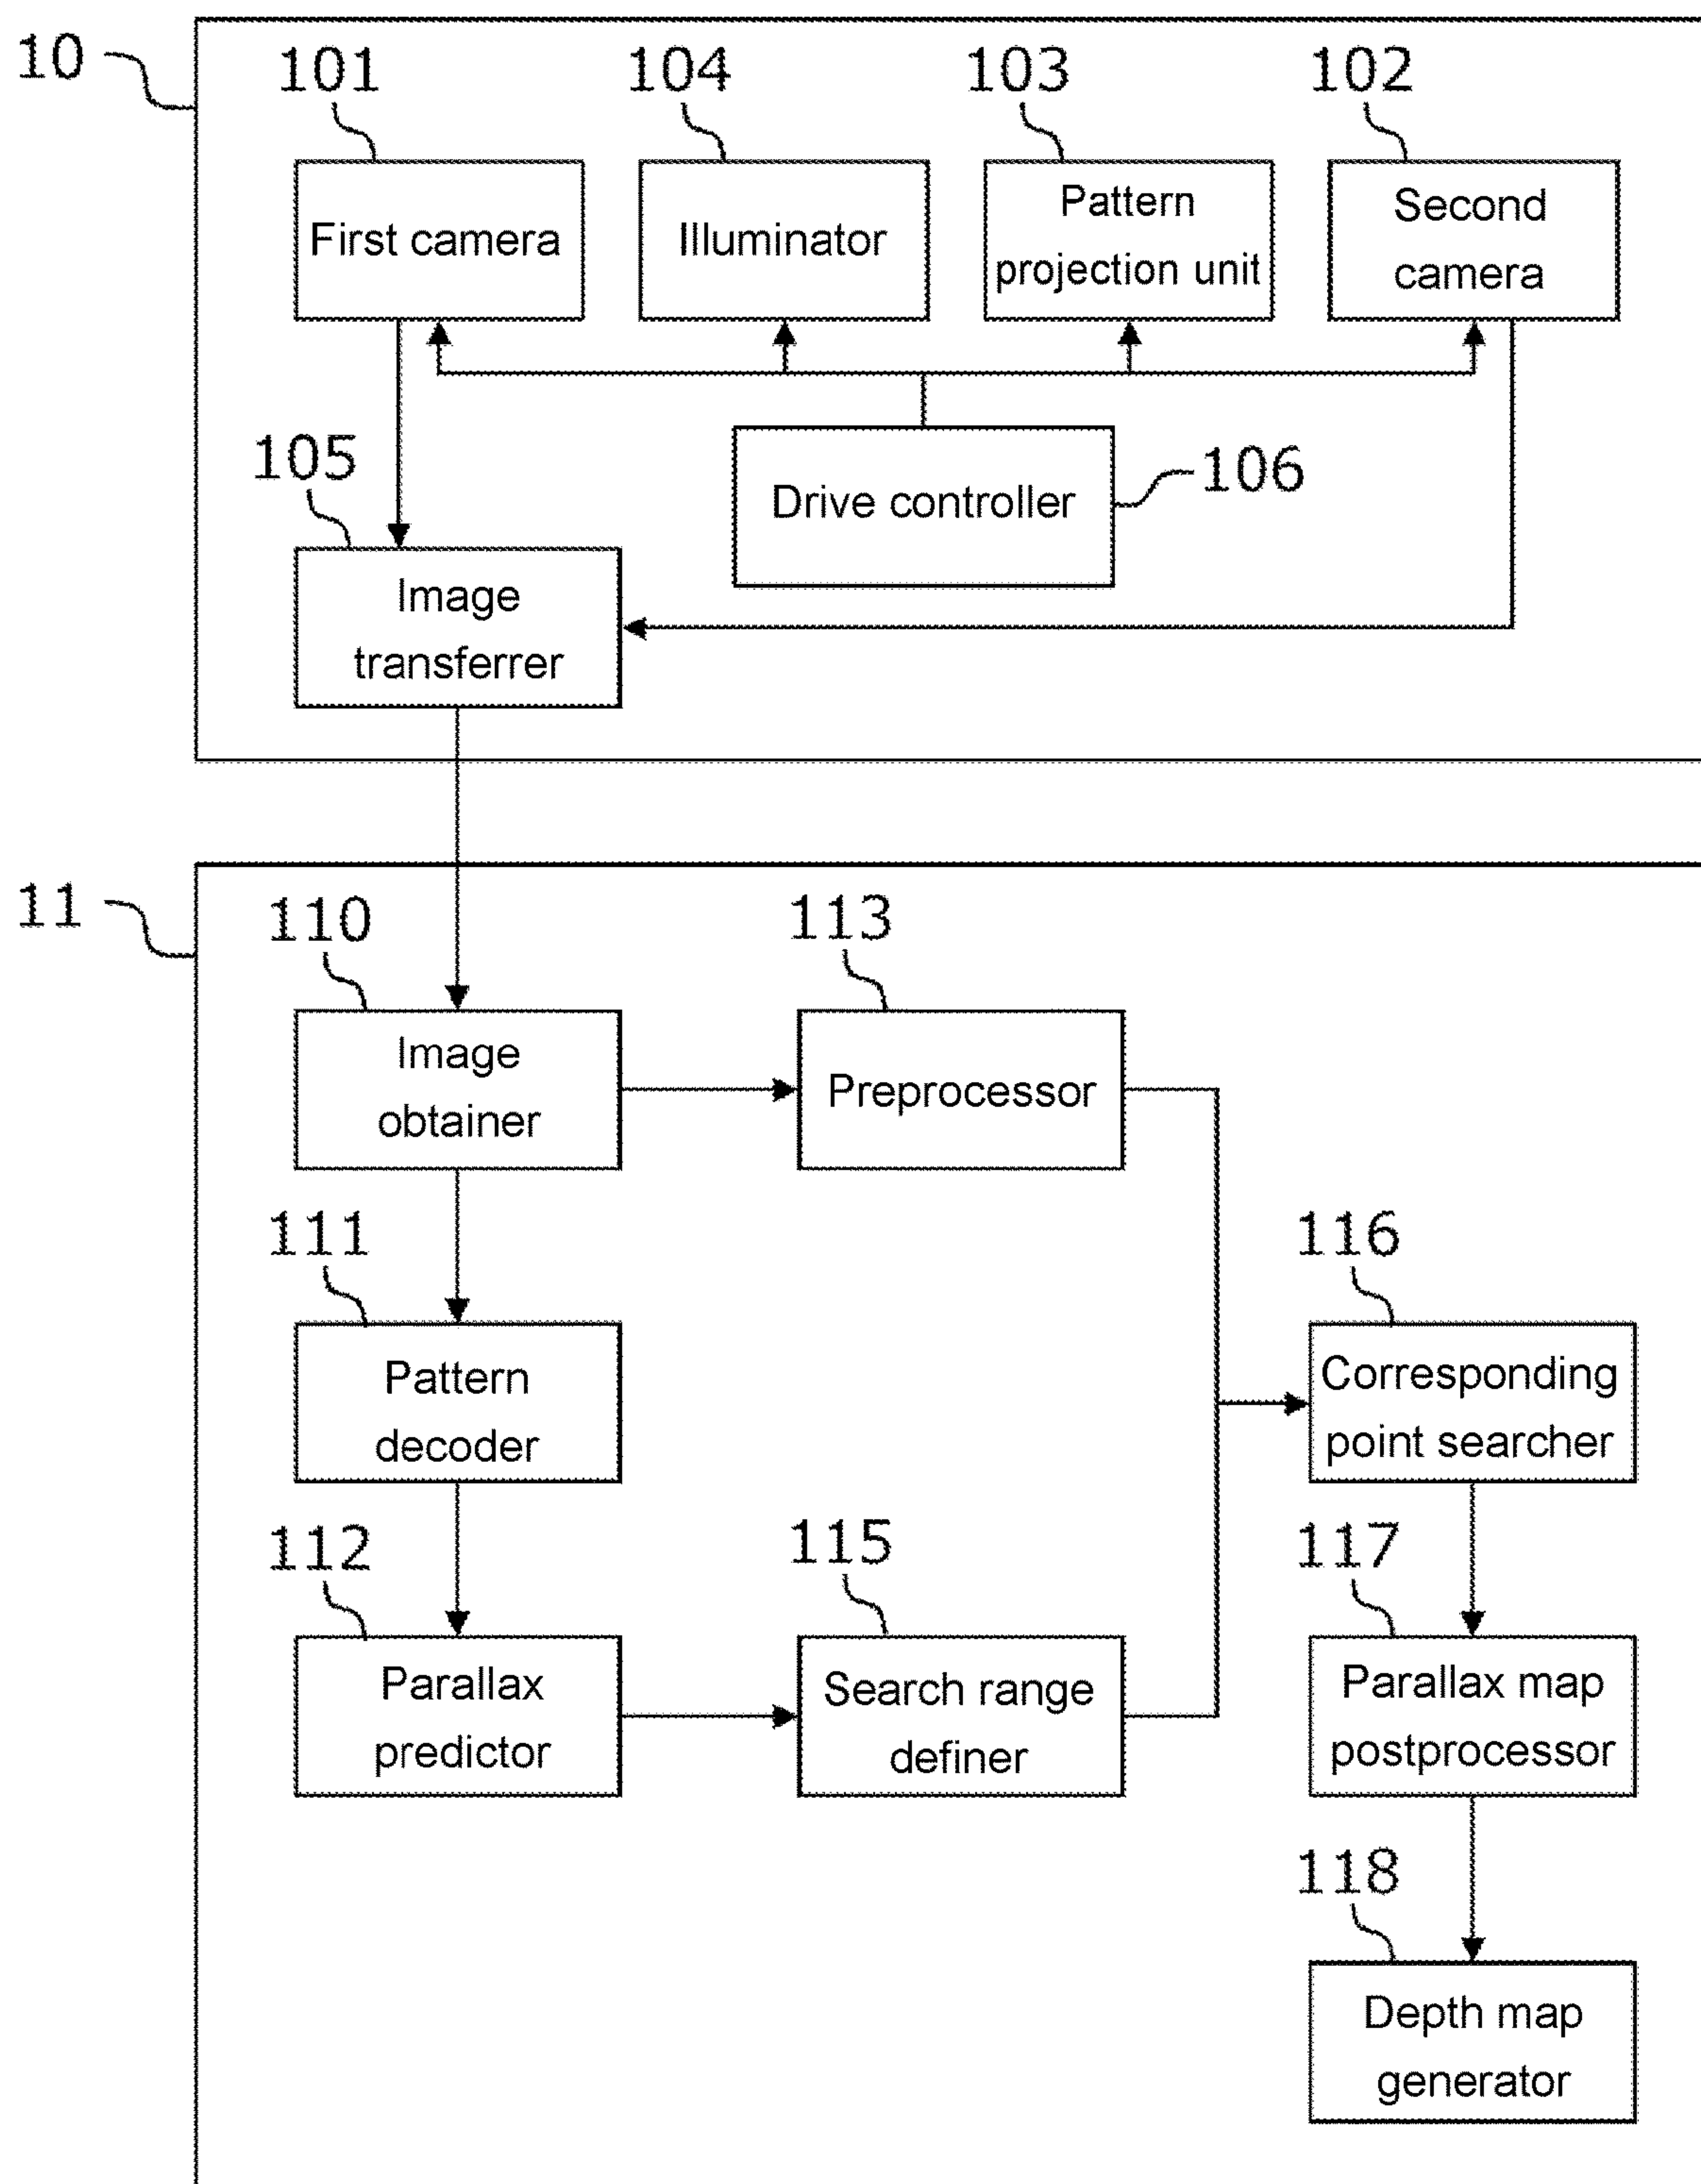 10
101
104
103
102
First camera
Illuminator
Pattern
projection unit
Second
camera
105
Drive controller
106
Image
transferrer
11
110
113
Image
obtainer
Preprocessor
111
116
Pattern
decoder
Corresponding
point searcher
112
115
117
Parallax
predictor
Search range
definer
Parallax map
postprocessor
118
Depth map
generator